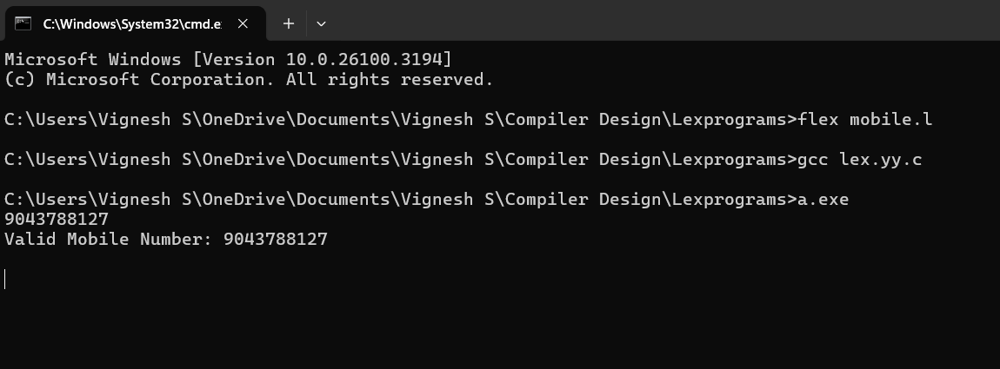 C:\Windows\System32\cmd.e
Microsoft Windows [Version 10.0.26100.3194]
(c) Microsoft Corporation. All rights reserved.
C:\Users\Vignesh S\OneDrive\Documents\Vignesh S\Compiler Design\Lexprograms>flex mobile.l
C:\Users\Vignesh S\OneDrive\Documents\Vignesh S\Compiler Design\Lexprograms>gcc lex.yy.c
C:\Users\Vignesh S\OneDrive\Documents\Vignesh S\Compiler Design\Lexprograms>a.exe
9043788127
Valid Mobile Number: 9043788127